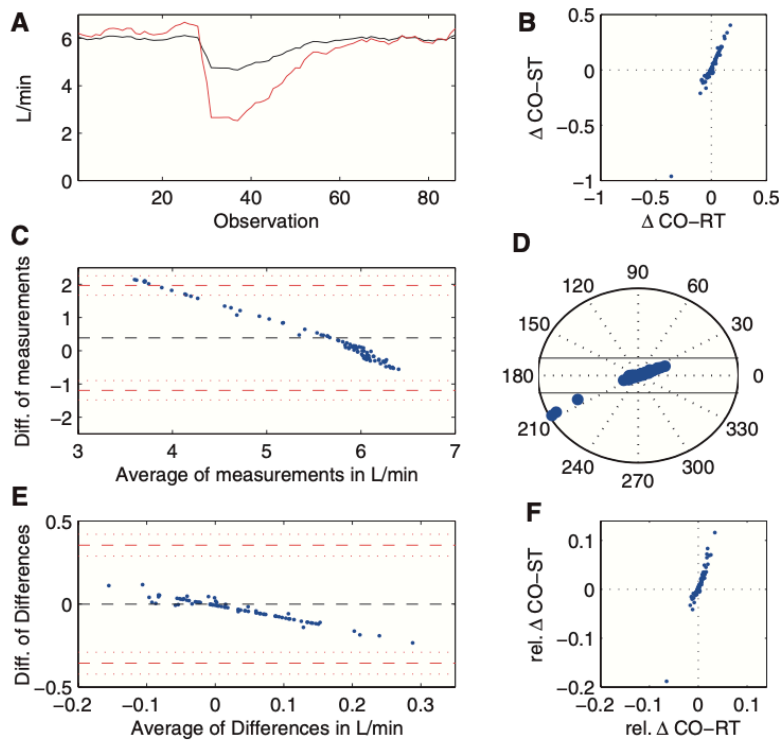 A
6
4
2
0
L/min
20 40 60 80
Observation
B
0.5
0
−0.5
−1
Δ CO−ST
−1 −0.5 0 0.5
Δ CO−RT
C
2
1
0
−1
−2
Diff. of measurements
3 4 5 6 7
Average of measurements in L/min
D
90
120 60
150 30
180 0
210 330
240 300
270
E
0.5
0
−0.5
Diff. of Differences
−0.2 −0.1 0 0.1 0.2 0.3
Average of Differences in L/min
F
0.1
0
−0.1
−0.2
rel. Δ CO−ST
−0.2 −0.1 0 0.1
rel. Δ CO−RT